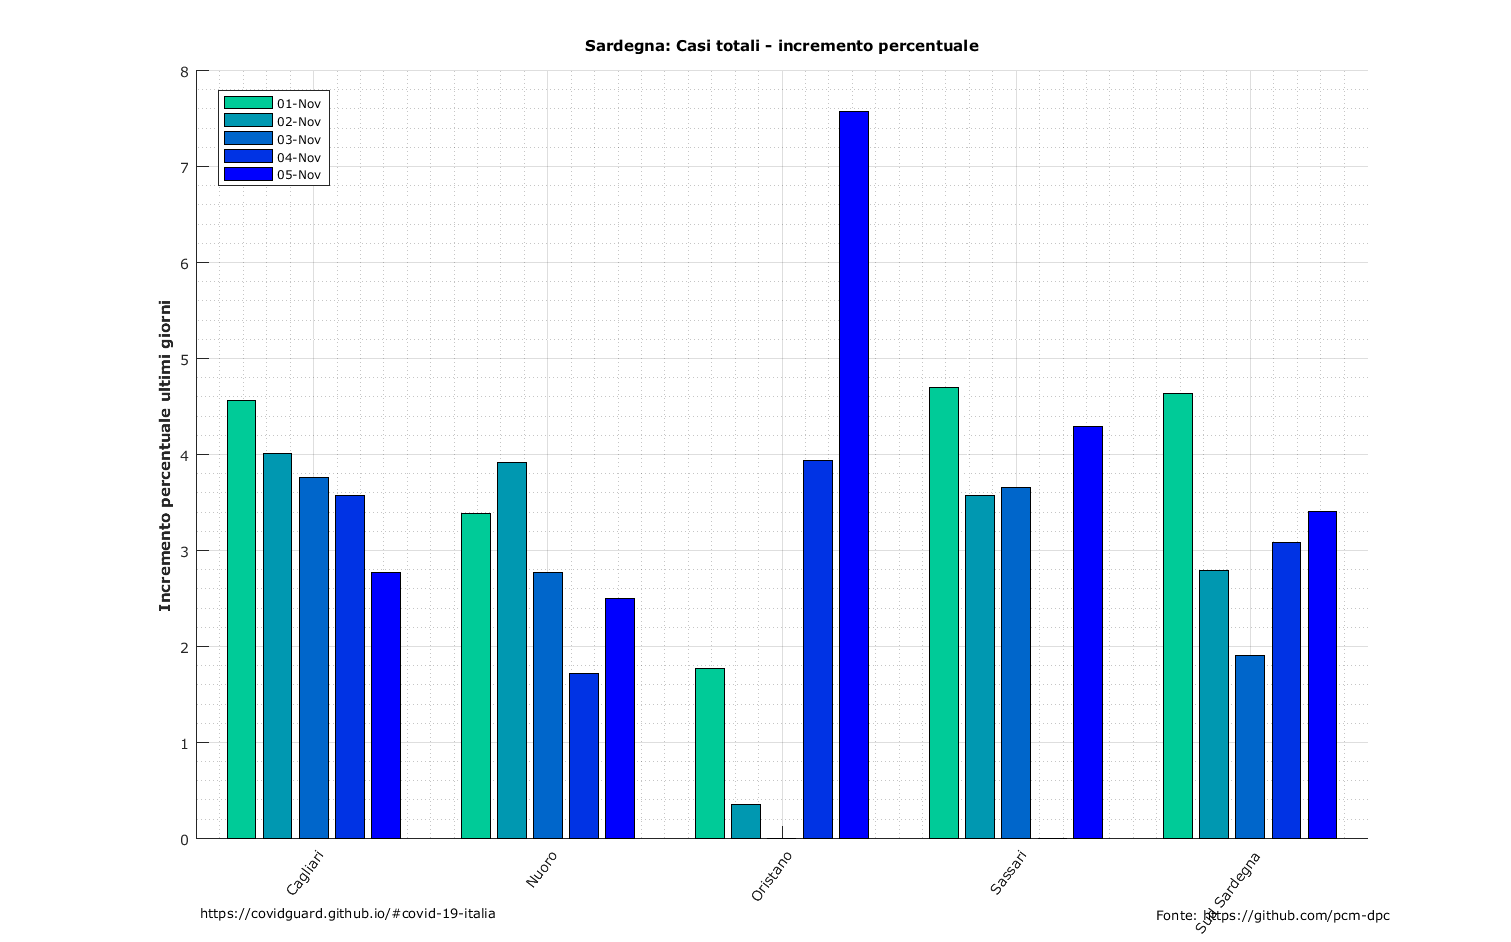 Sardegna: Casi totali - incremento percentuale
8
7
6
5
4
3
2
1
0
Incremento percentuale ultimi giorni
01-Nov
02-Nov
03-Nov
04-Nov
05-Nov
Cagliari
Nuoro
Oristano
Sassari
Sud Sardegna
https://covidguard.github.io/#covid-19-italia
Fonte: https://github.com/pcm-dpc